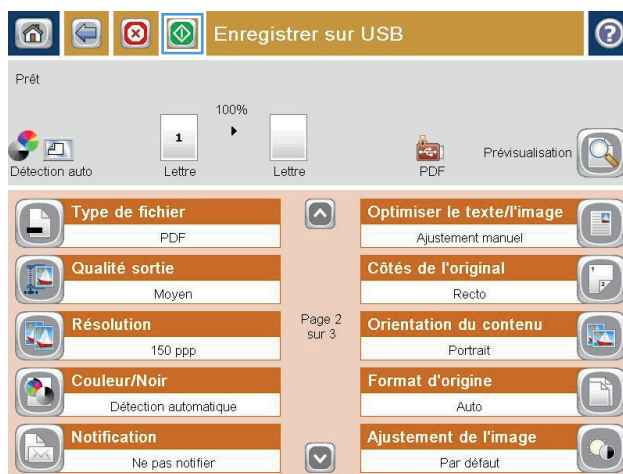 Enregistrer sur USB
?
Prêt
100%
1
Détection auto
Lettre
Lettre
PDF
Prévisualisation
Type de fichier
PDF
Qualité sortie
Moyen
Résolution
150 ppp
Couleur/Noir
Détection automatique
Notification
Ne pas notifier
Page 2
sur 3
Optimiser le texte/l'image
Ajustement manuel
Côtés de l'original
Recto
Orientation du contenu
Portrait
Format d'origine
Auto
Ajustement de l'image
Par défaut